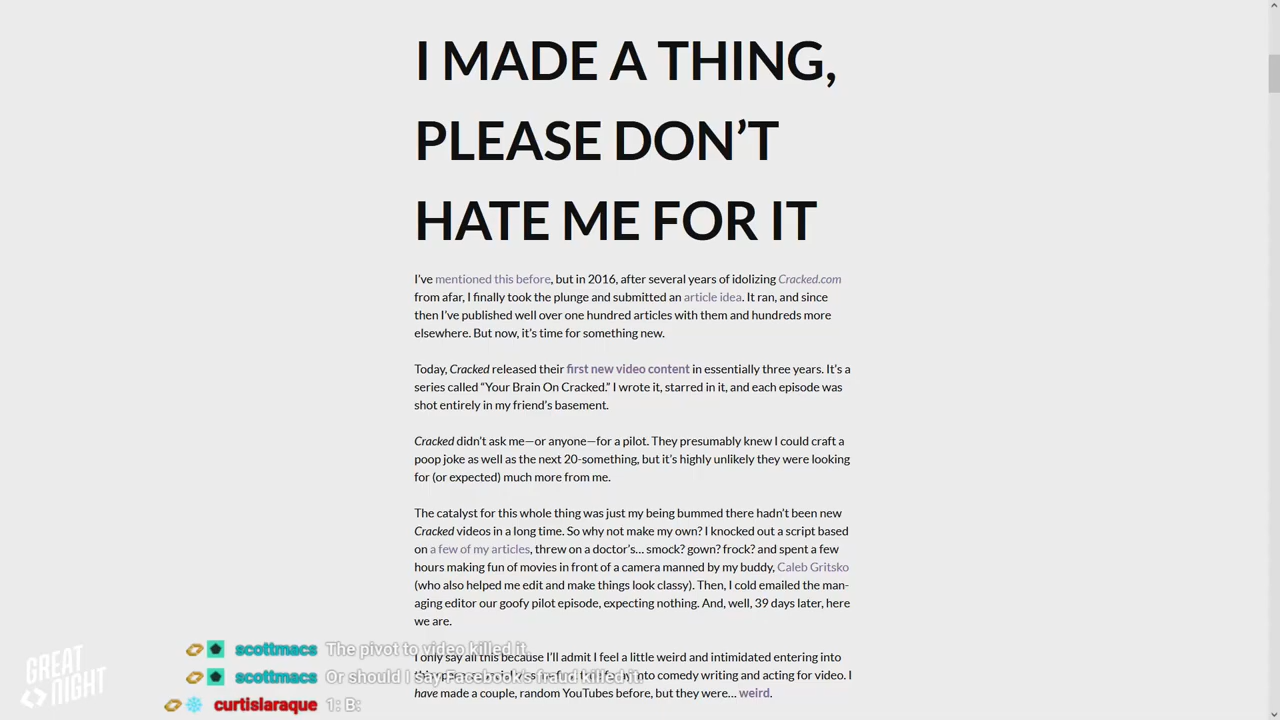 I MADE A THING,
PLEASE DON’T
HATE ME FOR IT
I’ve mentioned this before, but in 2016, after several years of idolizing Cracked.com
from afar, I finally took the plunge and submitted an article idea. It ran, and since
then I’ve published well over one hundred articles with them and hundreds more
elsewhere. But now, it’s time for something new.
Today, Cracked released their first new video content in essentially three years. It’s a
series called “Your Brain On Cracked.” I wrote it, starred in it, and each episode was
shot entirely in my friend’s basement.
Cracked didn’t ask me—or anyone—for a pilot. They presumably knew I could craft a
poop joke as well as the next 20-something, but it’s highly unlikely they were looking
for (or expected) much more from me.
The catalyst for this whole thing was just my being bummed there hadn’t been new
Cracked videos in a long time. So why not make my own? I knocked out a script based
on a few of my articles, threw on a doctor’s... smock? gown? frock? and spent a few
hours making fun of movies in front of a camera manned by my buddy, Caleb Gritsko
(who also helped me edit and make things look classy). Then, I cold emailed the man-
aging editor our goofy pilot episode, expecting nothing. And, well, 39 days later, here
we are.
I only say all this because I’ll admit I feel a little weird and intimidated entering into
into comedy writing and acting for video. I
have made a couple, random YouTubes before, but they were... weird.
scottmacs The pivot to video killed it.
scottmacs Or should I say Facebook's fraud killed it
curtislaraque 1: B:
GREAT
NIGHT